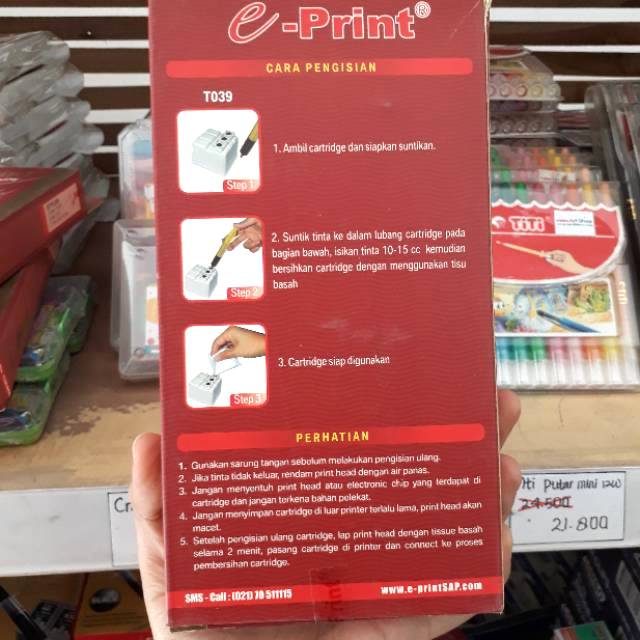 e-Print®
CARA PENGISIAN
T039
Step 1
1. Ambil cartridge dan siapkan suntikan.
Step 2
2. Suntik tinta ke dalam lubang cartridge pada
bagian bawah, isikan tinta 10-15 cc kemudian
bersihkan cartridge dengan menggunakan tisu
basah
Step 3
3. Cartridge siap digunakan
PERHATIAN
1. Gunakan sarung tangan sebelum melakukan pengisian ulang.
2. Jika tinta tidak keluar, rendam print head dengan air panas.
3. Jangan menyentuh print head atau electronic chip yang terdapat di
cartridge dan jangan terkena bahan pelekat.
4. Jangan menyimpan cartridge di luar printer terlalu lama, print head akan
macet.
5. Setelah pengisian ulang cartridge, lap print head dengan tissue basah
selama 2 menit, pasang cartridge di printer dan connect ke proses
pembersihan cartridge.
SMS - Call : (021) 70 511115
www.e-printSAP.com
TiTi
Putar mini 12W
24.500
21.800